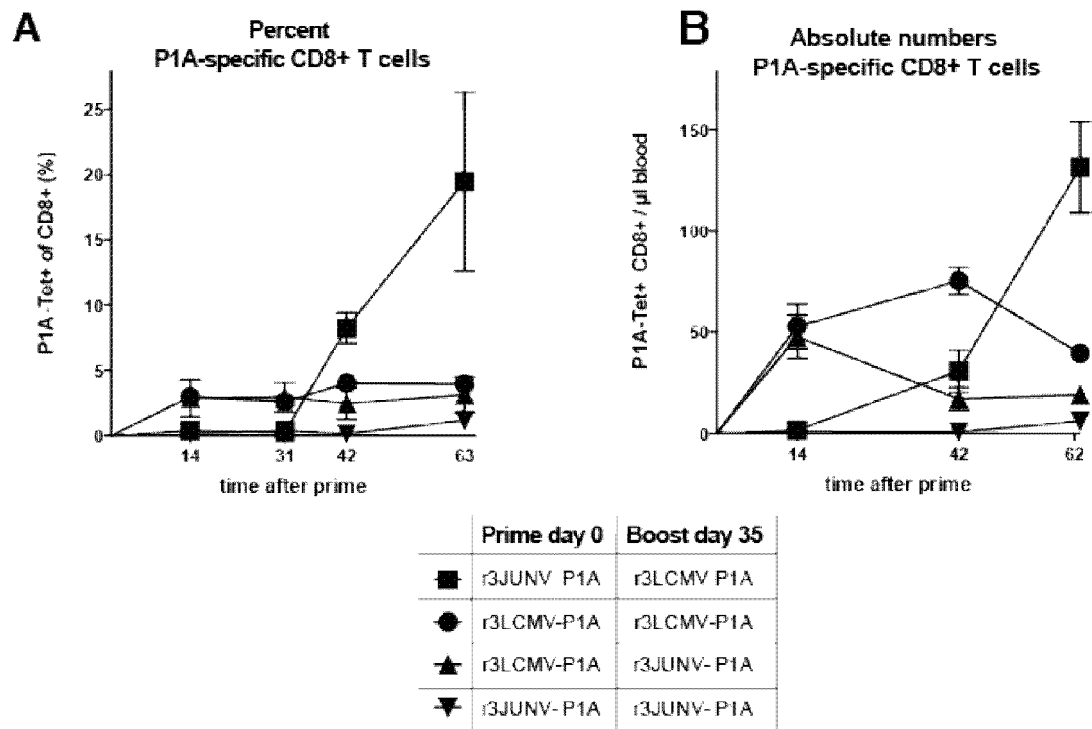 A
Percent
P1A-specific CD8+ T cells
P1A -Tet+ of CD8+ (%)
25
20
15
10
5
0
14 31 42 63
time after prime
B
Absolute numbers
P1A-specific CD8+ T cells
P1A-Tet+ CD8+ / µl blood
150
100
50
0
14 42 62
time after prime
Prime day 0 Boost day 35
r3JUNV P1A r3LCMV P1A
r3LCMV-P1A r3LCMV-P1A
r3LCMV-P1A r3JUNV- P1A
r3JUNV- P1A r3JUNV- P1A